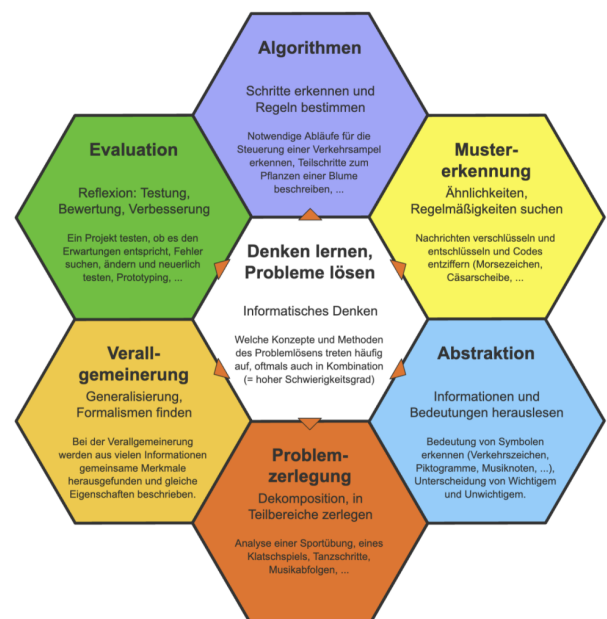 Algorithmen
Schritte erkennen und
Regeln bestimmen
Notwendige Abläufe für die
Steuerung einer Verkehrsampel
erkennen, Teilschritte zum
Pflanzen einer Blume
beschreiben, ...
Evaluation
Reflexion: Testung,
Bewertung, Verbesserung
Ein Projekt testen, ob es den
Erwartungen entspricht, Fehler
suchen, ändern und neuerlich
testen, Prototyping, ...
Muster-
erkennung
Ähnlichkeiten,
Regelmäßigkeiten suchen
Nachrichten verschlüsseln und
entschlüsseln und Codes
entziffern (Morsezeichen,
Cäsarscheibe, ...
Denken lernen,
Probleme lösen
Informatisches Denken
Welche Konzepte und Methoden
des Problemlösens treten häufig
auf, oftmals auch in Kombination
(= hoher Schwierigkeitsgrad)
Verall-
gemeinerung
Generalisierung,
Formalismen finden
Bei der Verallgemeinerung
werden aus vielen Informationen
gemeinsame Merkmale
herausgefunden und gleiche
Eigenschaften beschrieben.
Abstraktion
Informationen und
Bedeutungen herauslesen
Bedeutung von Symbolen
erkennen (Verkehrszeichen,
Piktogramme, Musiknoten, ...),
Unterscheidung von Wichtigem
und Unwichtigem.
Problem-
zerlegung
Dekomposition, in
Teilbereiche zerlegen
Analyse einer Sportübung, eines
Klatschspiels, Tanzschritte,
Musikabfolgen, ...